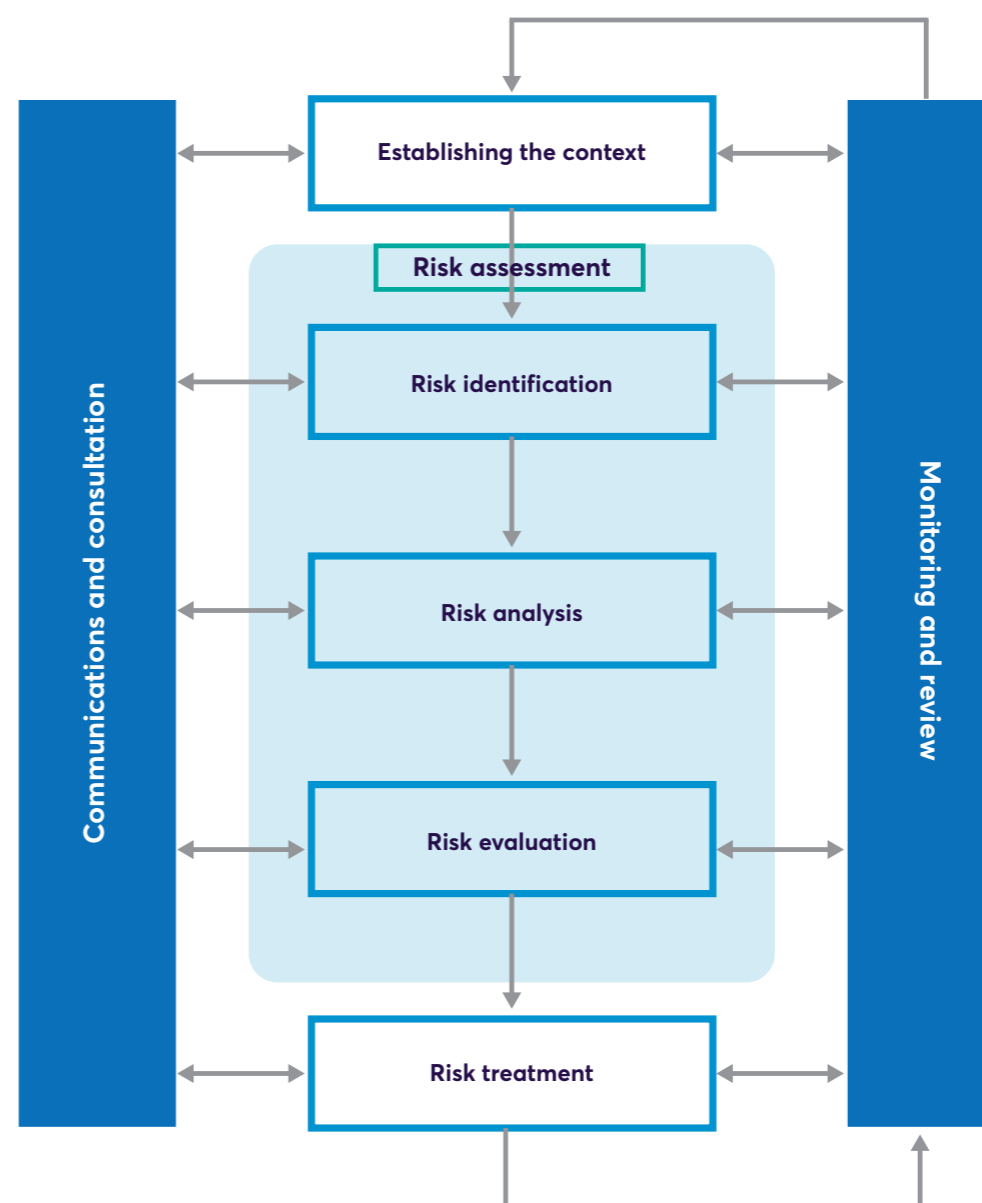 Establishing the context
Risk assessment
Risk identification
Risk analysis
Risk evaluation
Risk treatment
Communications and consultation
Monitoring and review